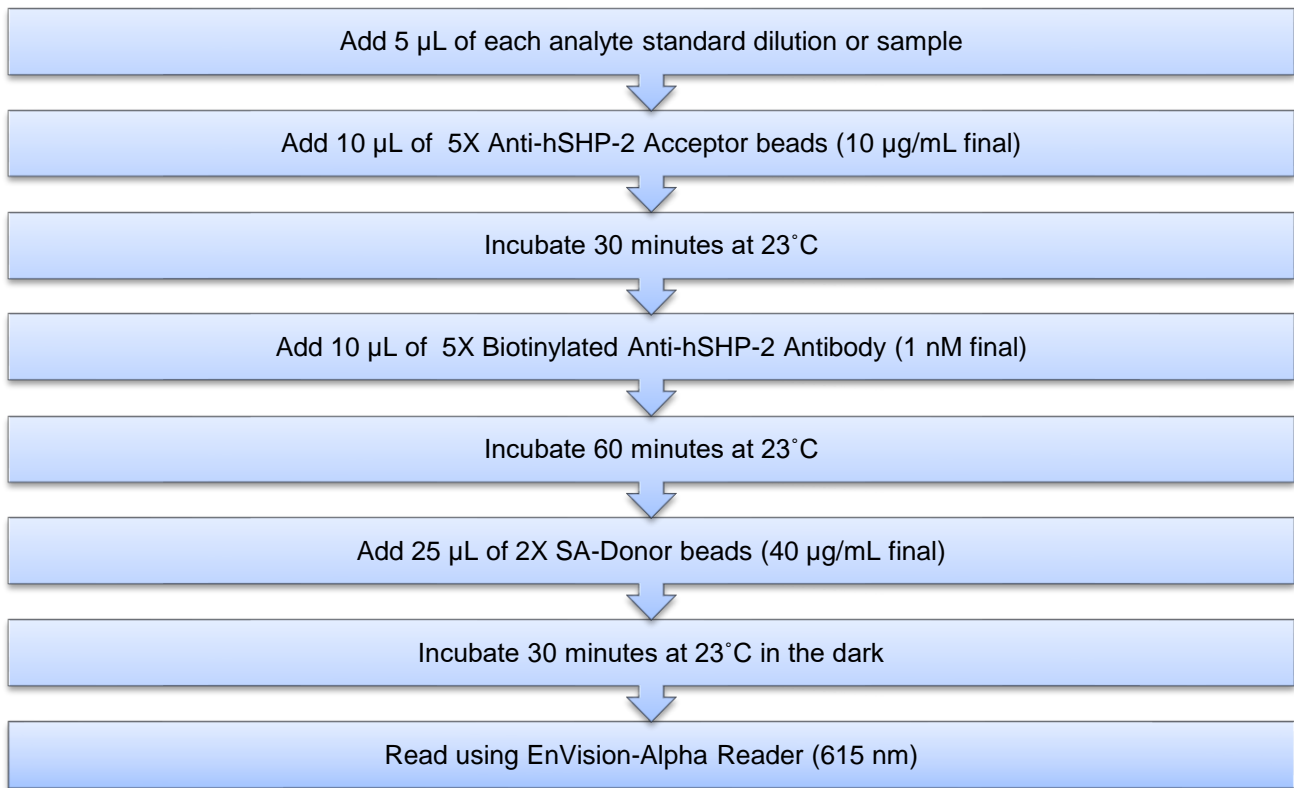 Add 5 µL of each analyte standard dilution or sample
Add 10 µL of  5X Anti-hSHP-2 Acceptor beads (10 µg/mL final)
Incubate 30 minutes at 23˚C
Add 10 µL of  5X Biotinylated Anti-hSHP-2 Antibody (1 nM final)
Incubate 60 minutes at 23˚C
Add 25 µL of 2X SA-Donor beads (40 µg/mL final)
Incubate 30 minutes at 23˚C in the dark
Read using EnVision-Alpha Reader (615 nm)